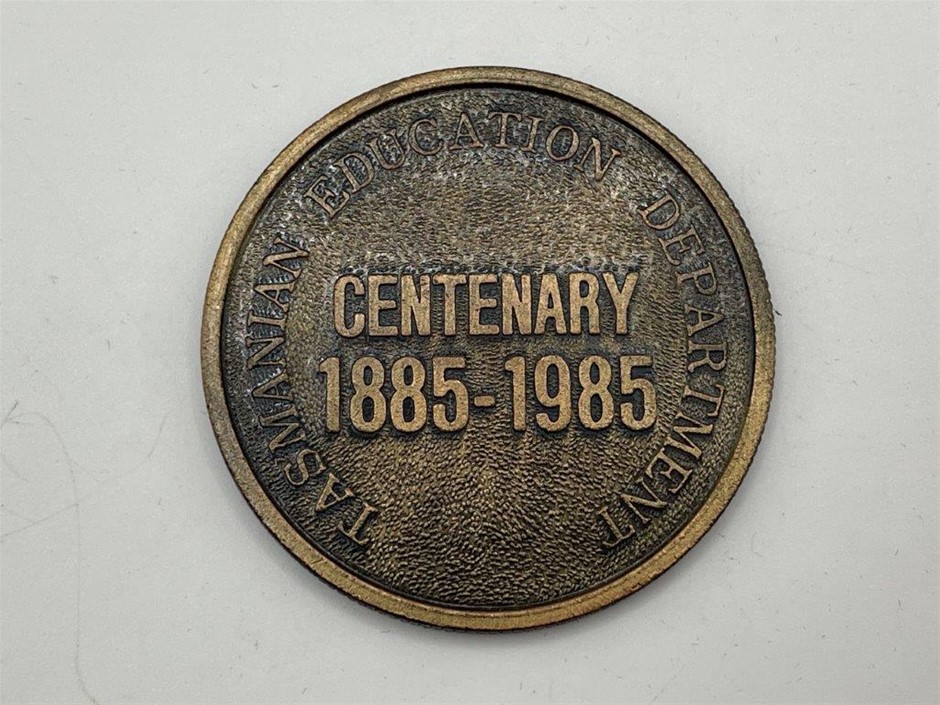 TASMANIAN EDUCATION DEPARTMENT
CENTENARY
1885-1985